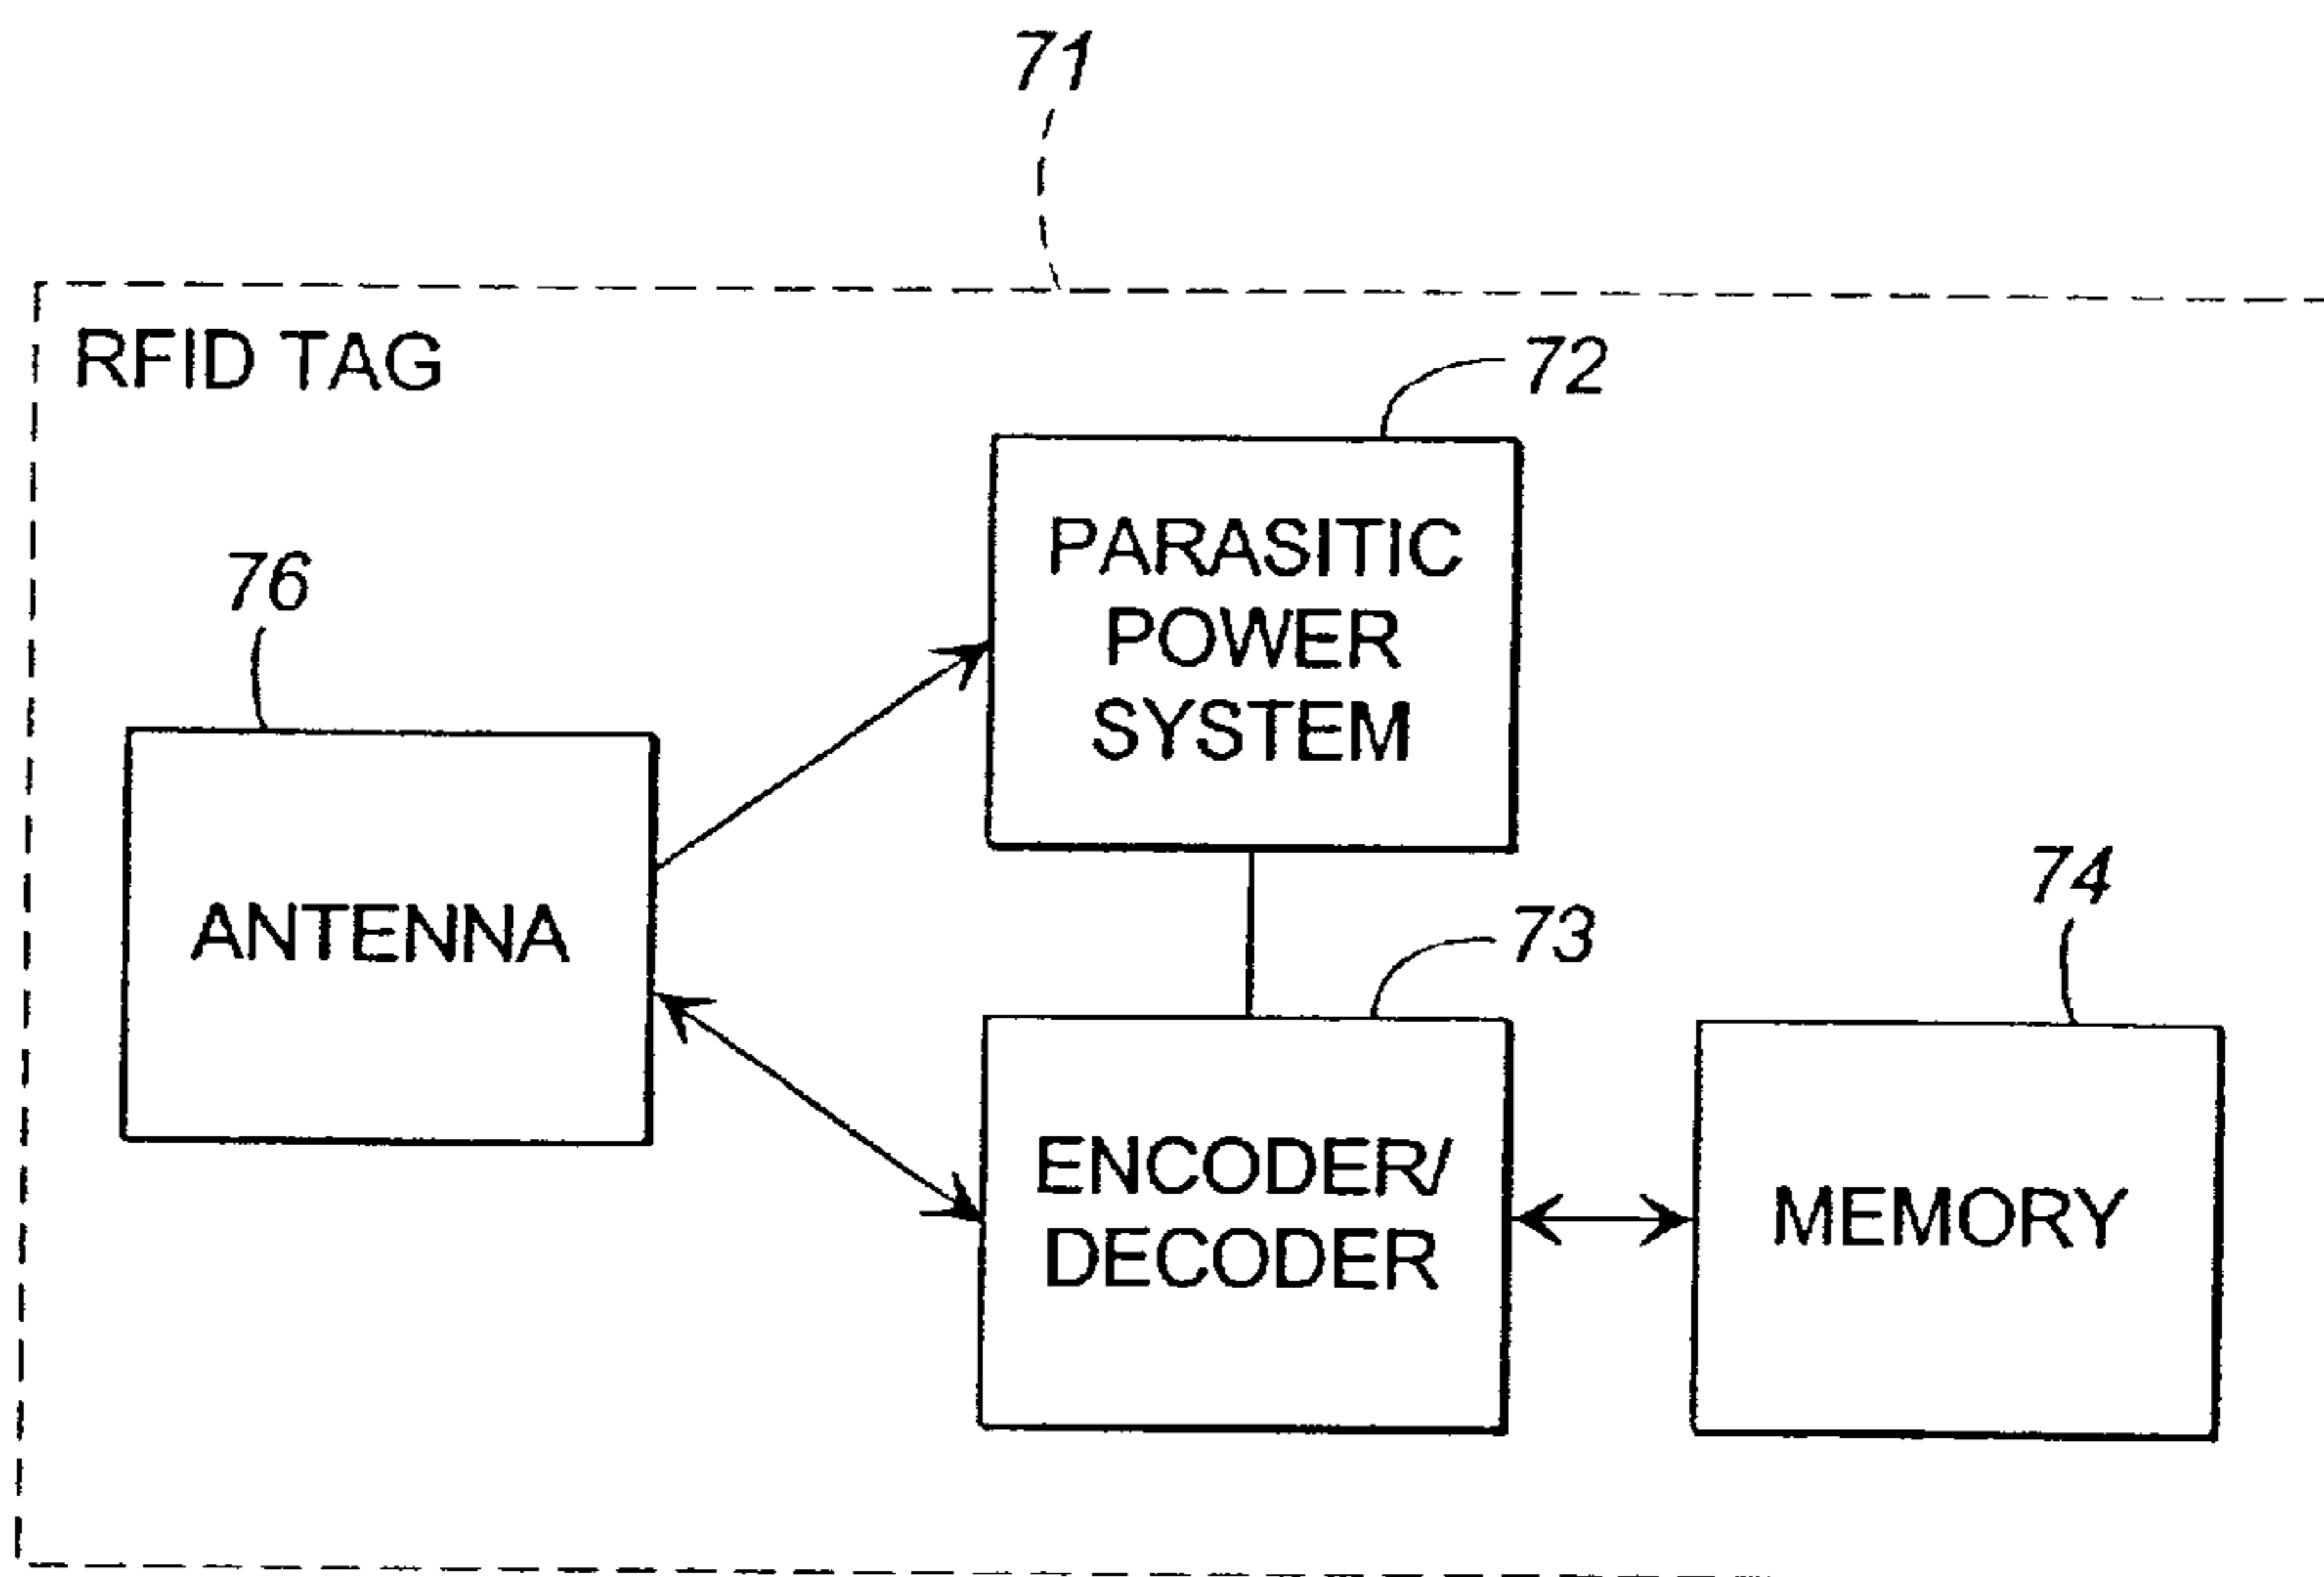 71
RFID TAG
72
PARASITIC
POWER
SYSTEM
76
ANTENNA
74
73
ENCODER/
DECODER
MEMORY